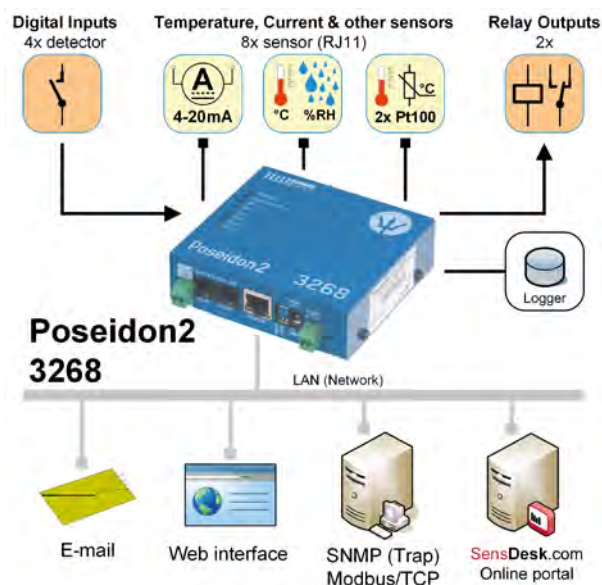 Digital Inputs
4x detector
Temperature, Current & other sensors
8x sensor (RJ11)
Relay Outputs
2x
A
4-20mA
°C %RH
°C
2x Pt100
Poseidon2
3268
Logger
Poseidon2
3268
LAN (Network)
E-mail
Web interface
SNMP (Trap)
Modbus/TCP
SensDesk.com
Online portal